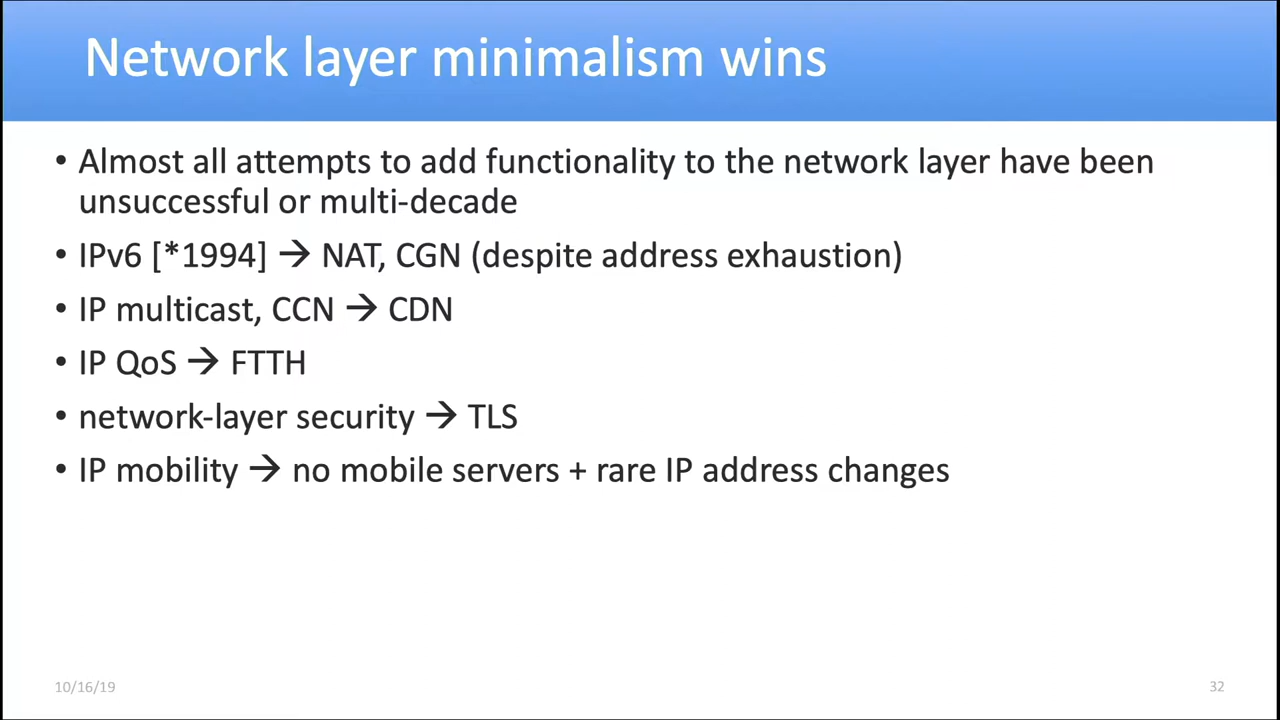 Network layer minimalism wins
• Almost all attempts to add functionality to the network layer have been
unsuccessful or multi-decade
• IPv6 [*1994] → NAT, CGN (despite address exhaustion)
• IP multicast, CCN → CDN
• IP QoS → FTTH
• network-layer security → TLS
• IP mobility → no mobile servers + rare IP address changes
10/16/19
32